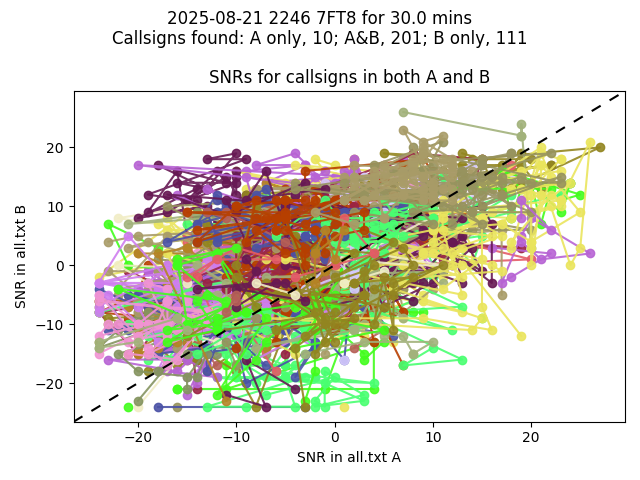 2025-08-21 2246 7FT8 for 30.0 mins
Callsigns found: A only, 10; A&B, 201; B only, 111
SNRs for callsigns in both A and B
20
10
0
−10
−20
SNR in all.txt B
−20 −10 0 10 20
SNR in all.txt A